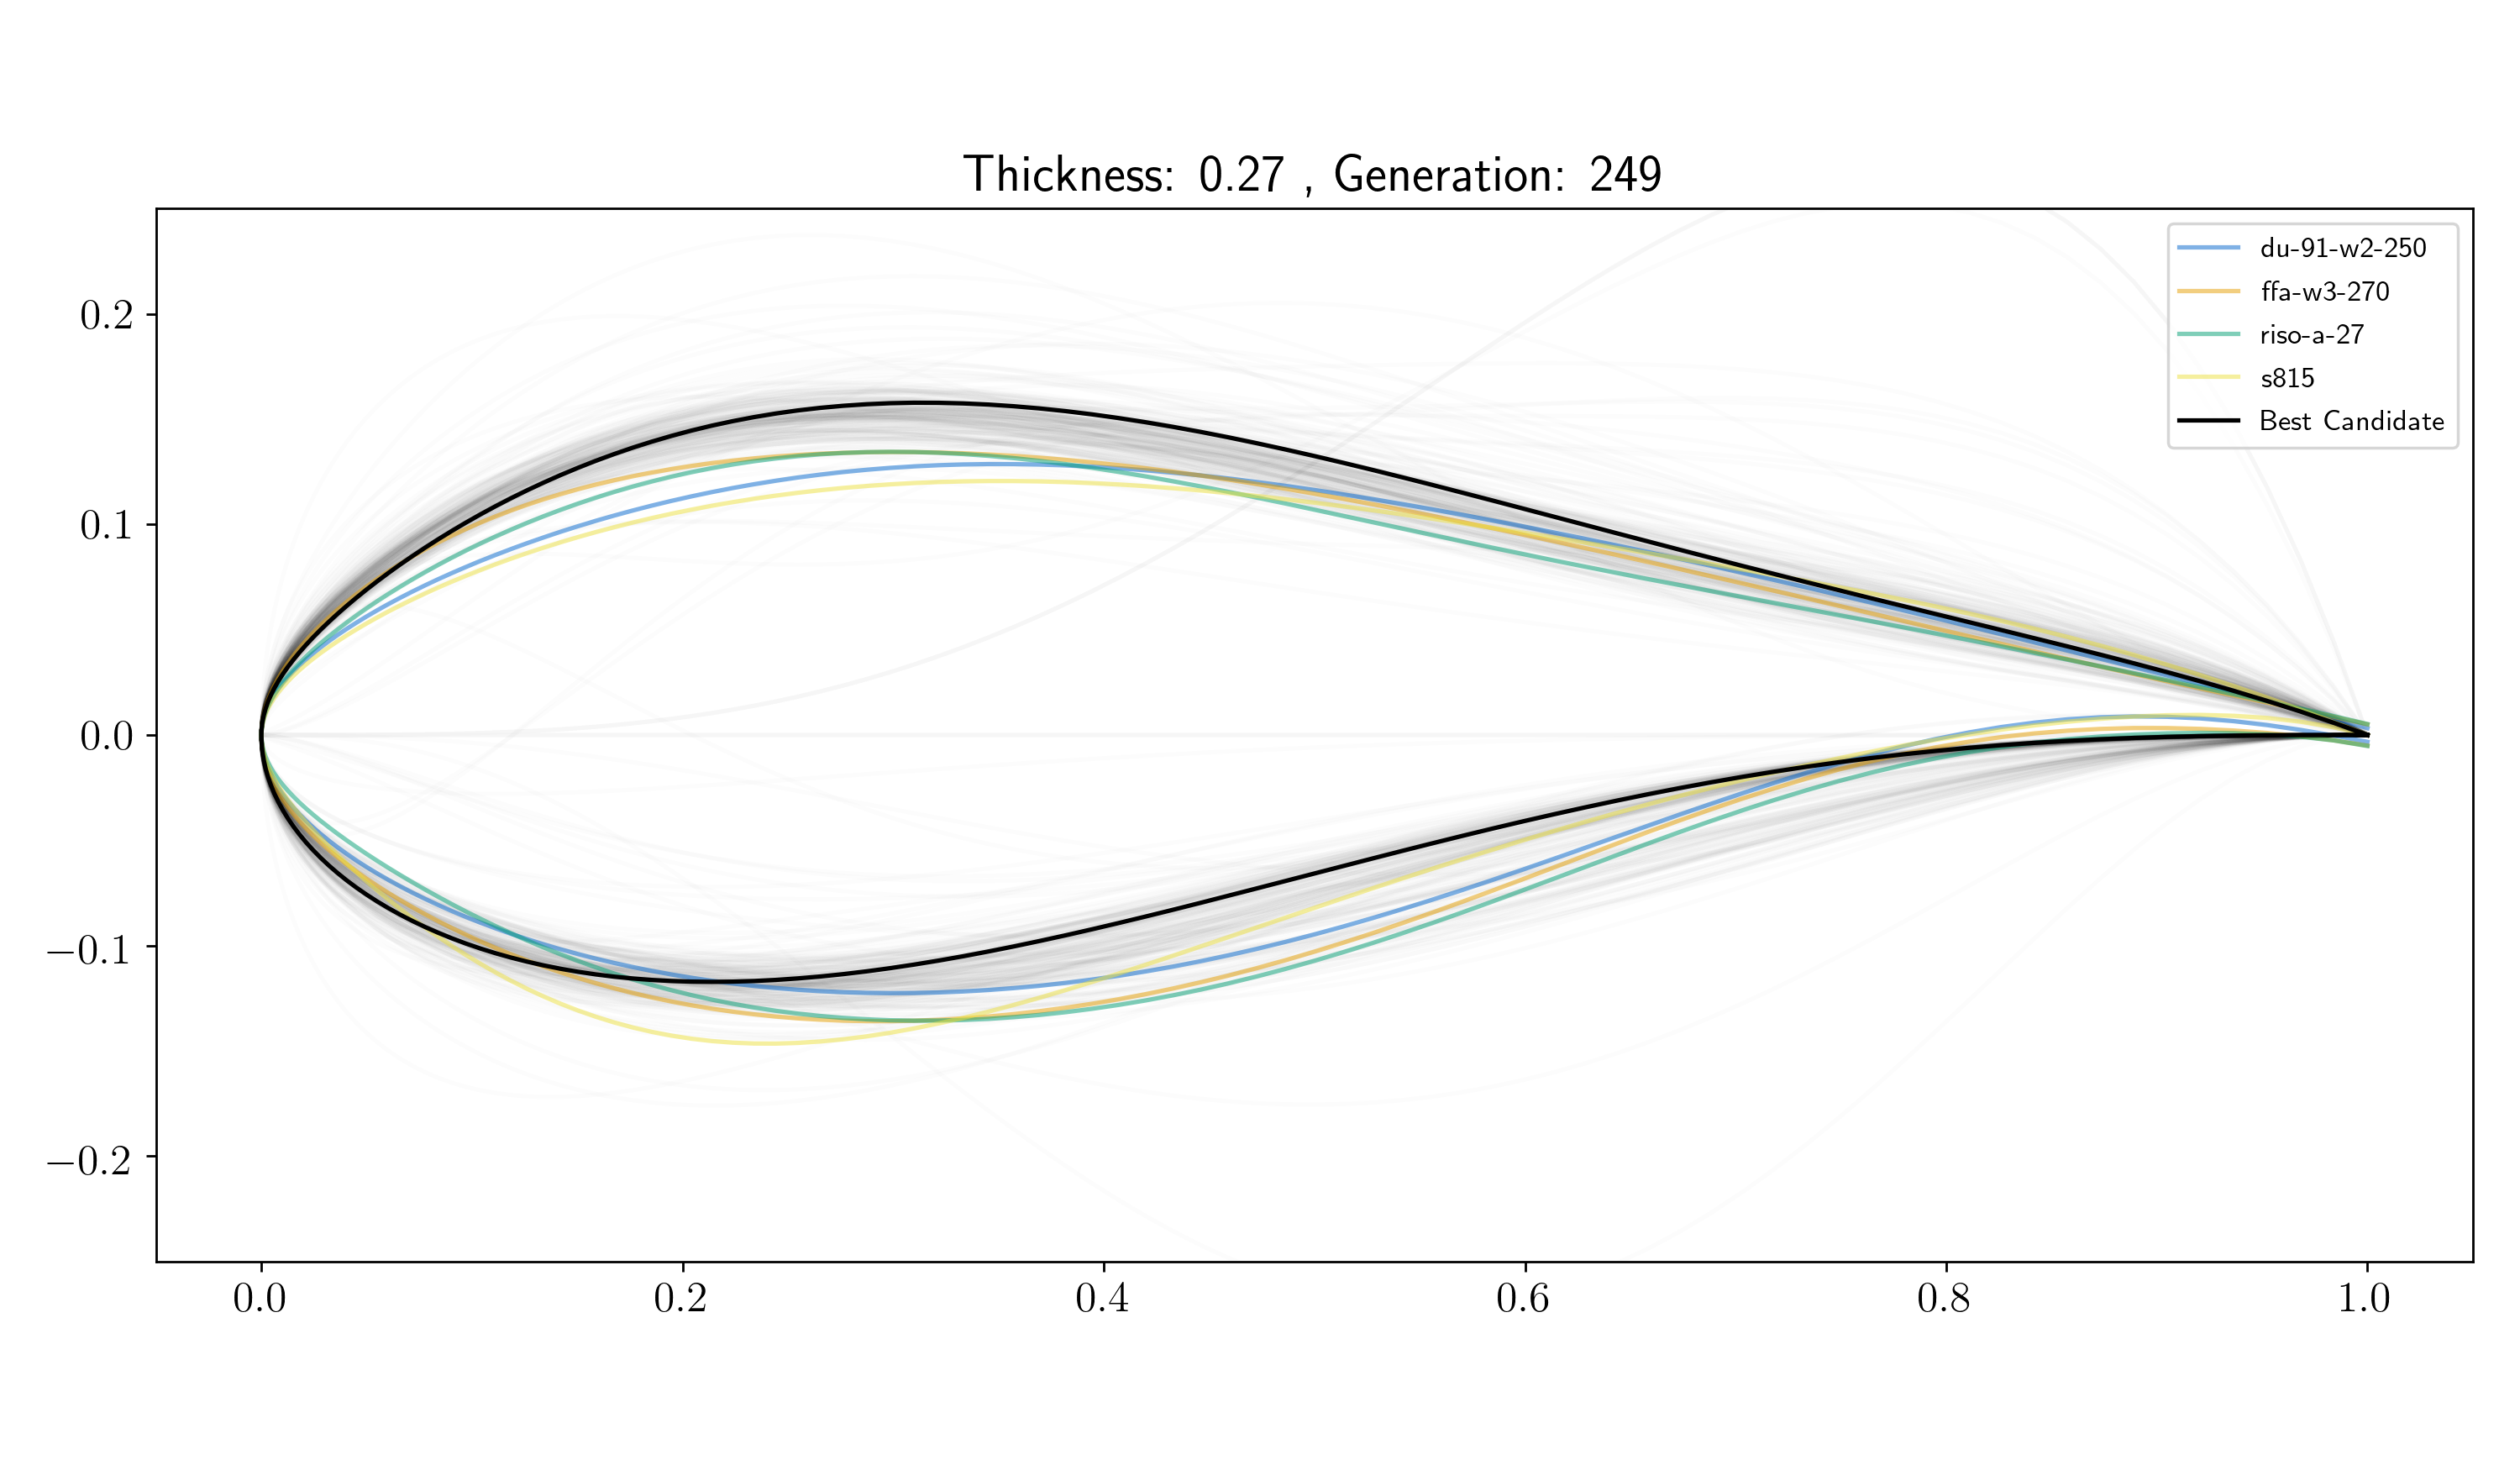 Thickness: 0.27 , Generation: 249
du-91-w2-250
ffa-w3-270
riso-a-27
s815
Best Candidate
0.2
0.1
0.0
−0.1
−0.2
0.0 0.2 0.4 0.6 0.8 1.0